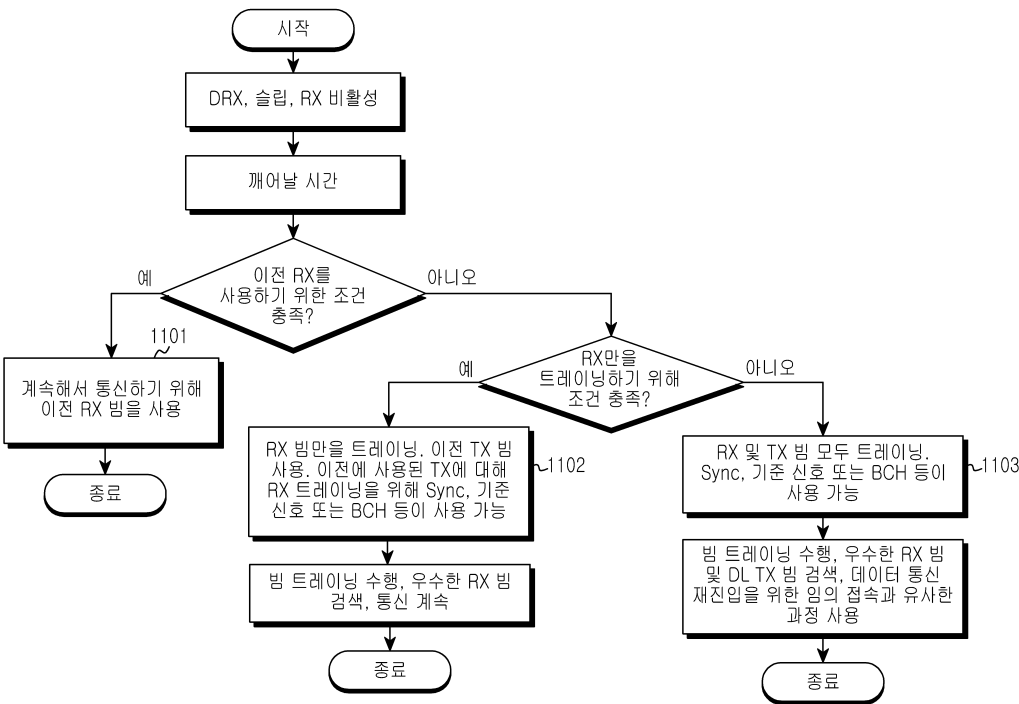 시작
DRX, 슬립, RX 비활성
깨어날 시간
이전 RX를
사용하기 위한 조건
충족?
예
아니오
1101
계속해서 통신하기 위해
이전 RX 빔을 사용
종료
RX만을
트레이닝하기 위해
조건 충족?
예
아니오
RX 빔만을 트레이닝. 이전 TX 빔
사용. 이전에 사용된 TX에 대해
RX 트레이닝을 위해 Sync, 기준
신호 또는 BCH 등이 사용 가능
1102
빔 트레이닝 수행, 우수한 RX 빔
검색, 통신 계속
종료
RX 및 TX 빔 모두 트레이닝.
Sync, 기준 신호 또는 BCH 등이
사용 가능
1103
빔 트레이닝 수행, 우수한 RX 빔
및 DL TX 빔 검색, 데이터 통신
재진입을 위한 임의 접속과 유사한
과정 사용
종료